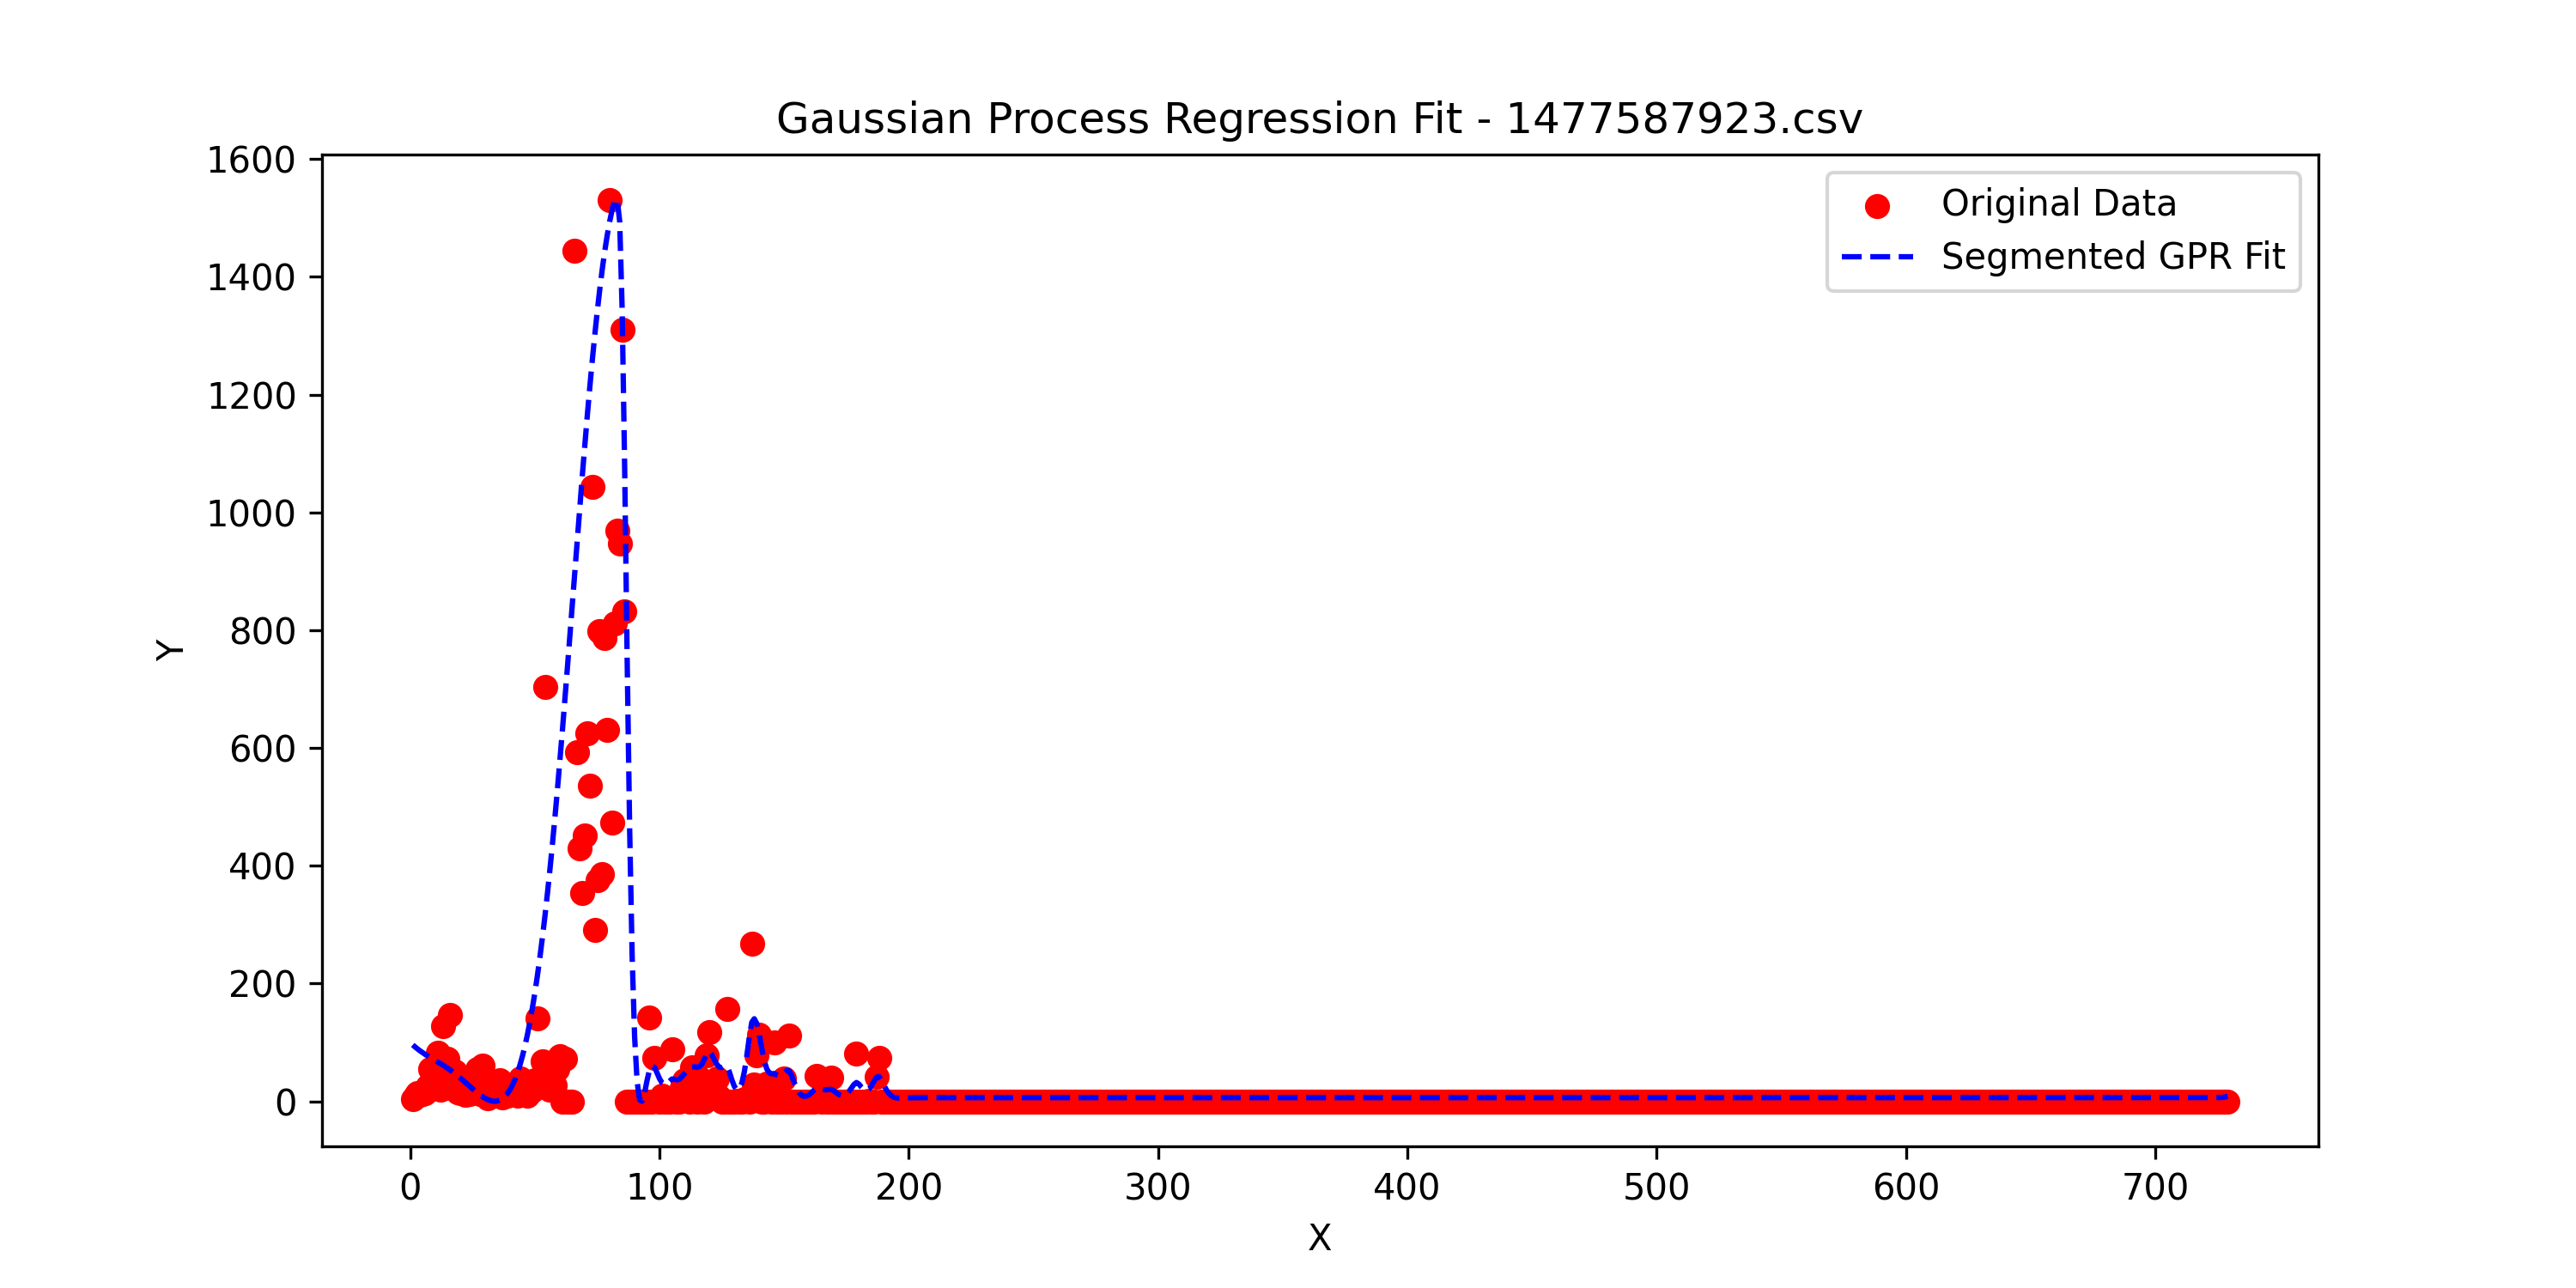 Gaussian Process Regression Fit - 1477587923.csv
1600
1400
1200
1000
800
600
400
200
0
Y
Original Data
Segmented GPR Fit
0 100 200 300 400 500 600 700
X